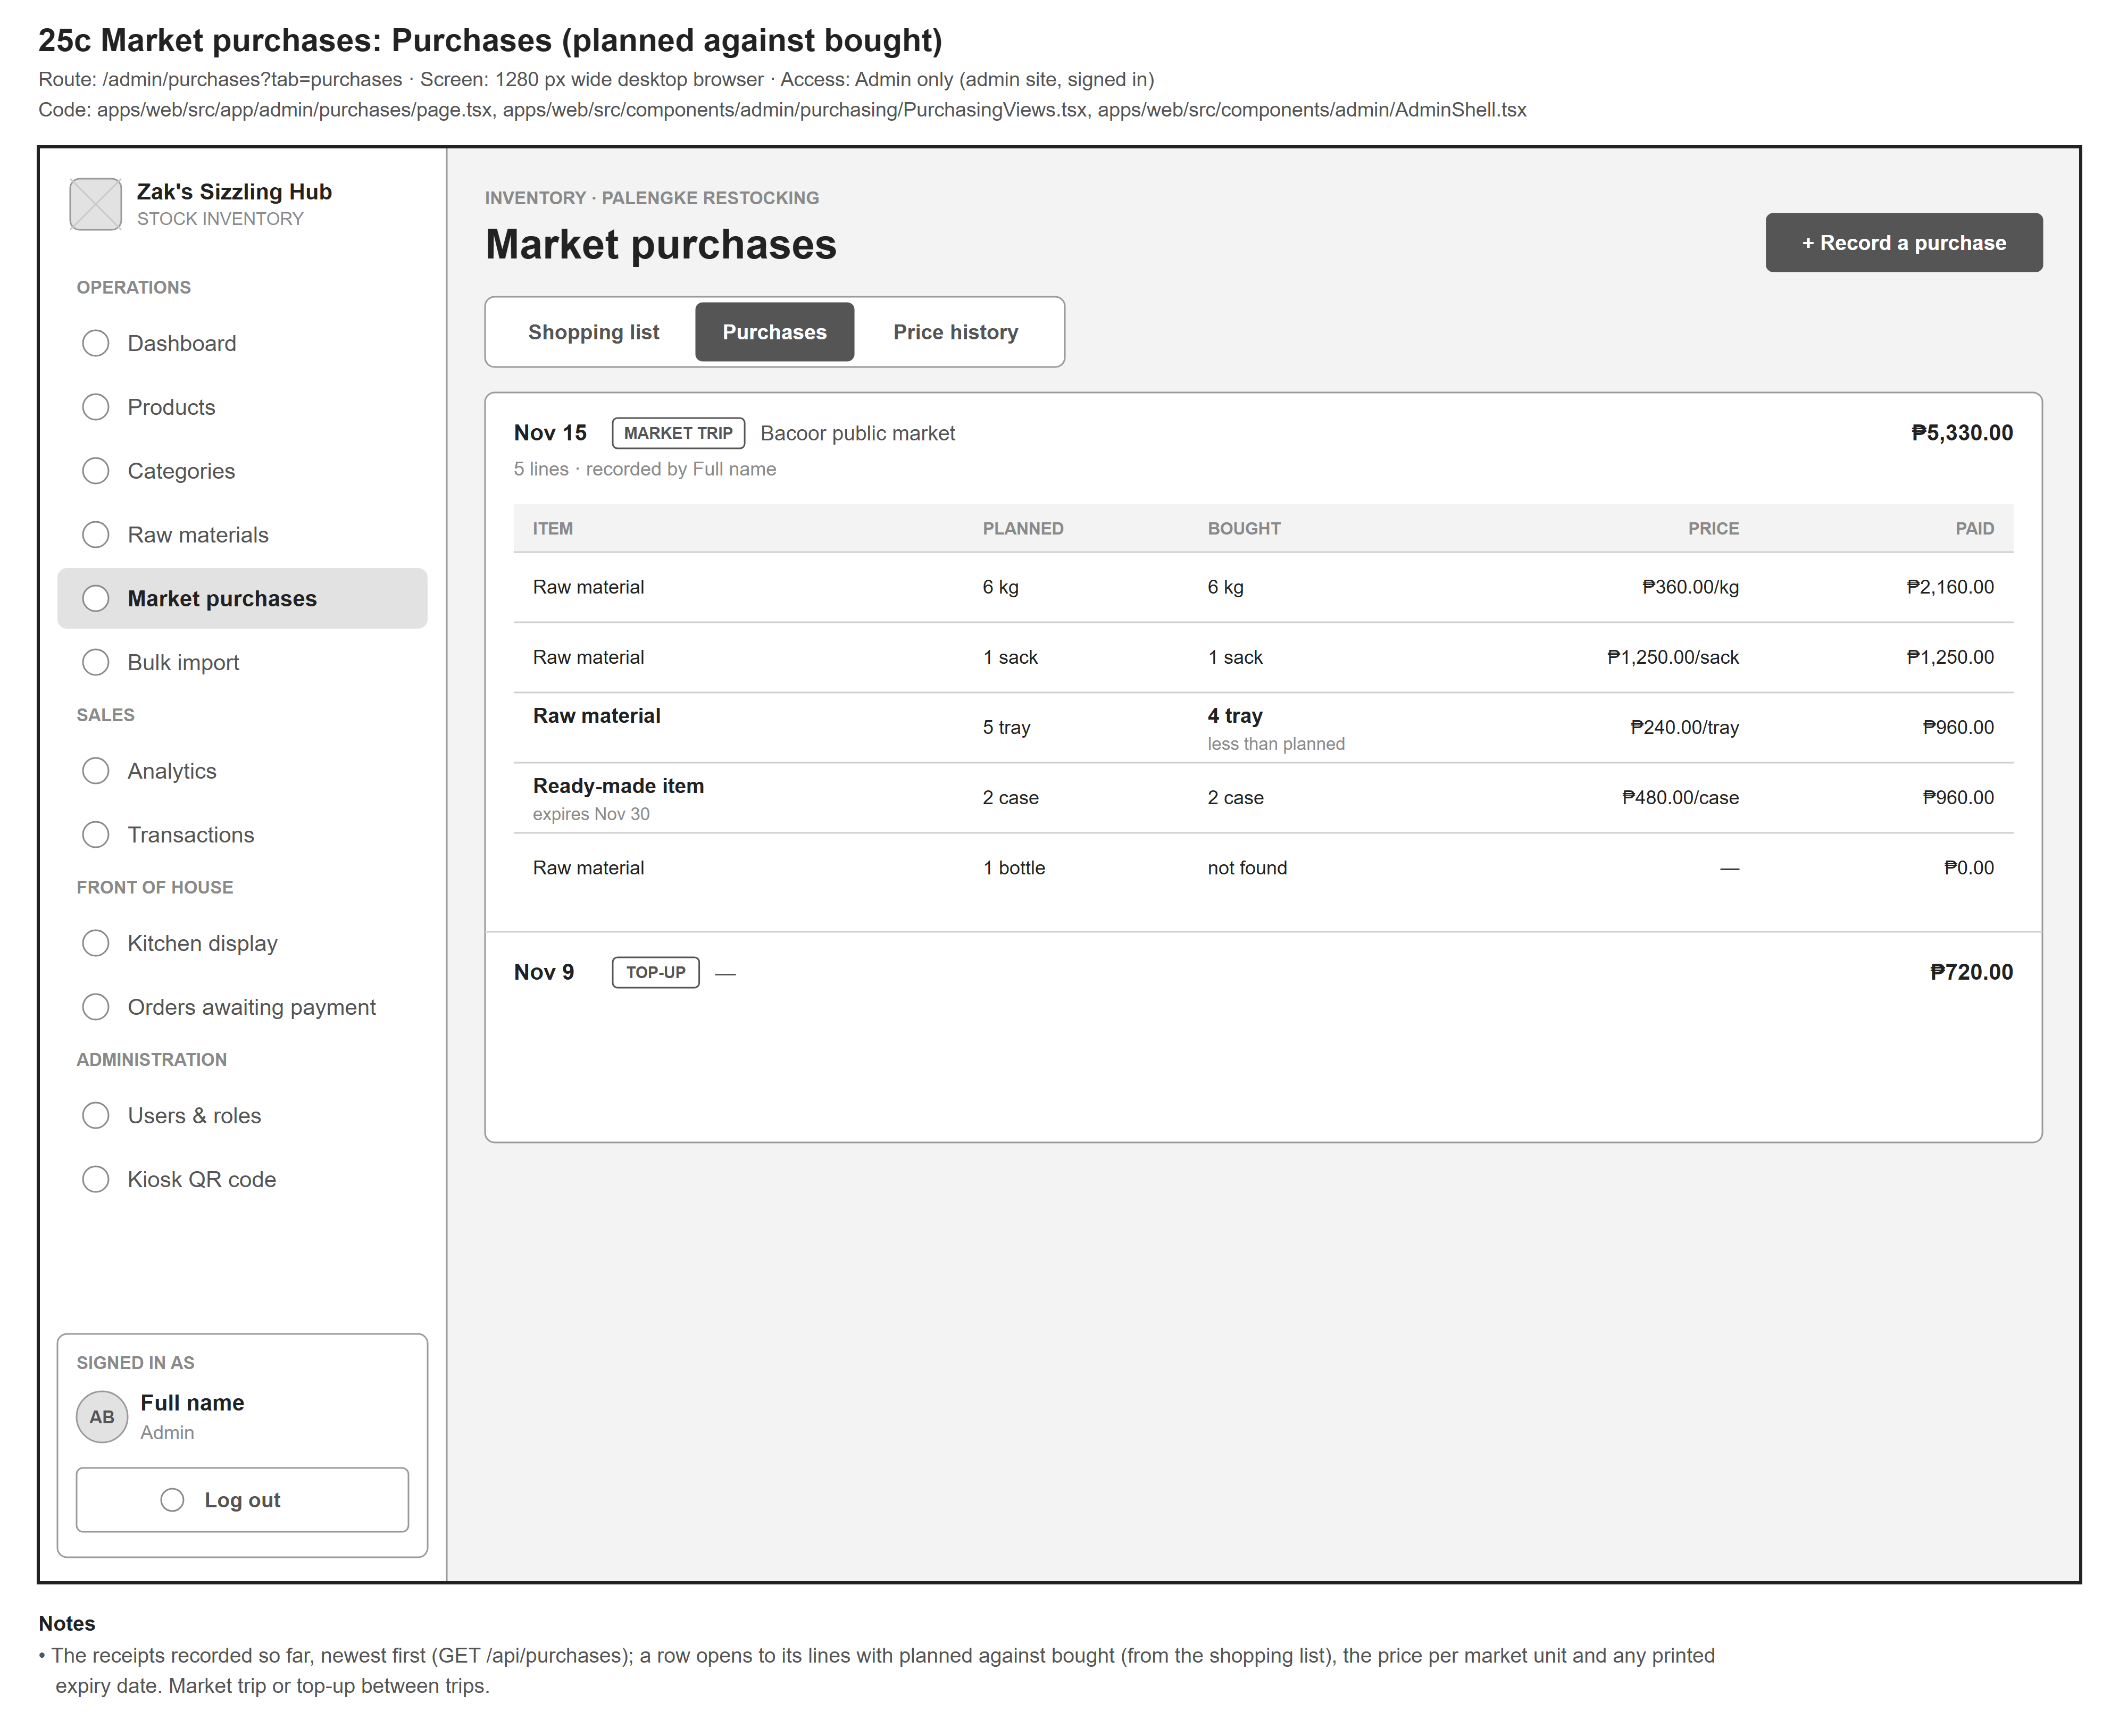 25c Market purchases: Purchases (planned against bought)
Route: /admin/purchases?tab=purchases · Screen: 1280 px wide desktop browser · Access: Admin only (admin site, signed in)
Code: apps/web/src/app/admin/purchases/page.tsx, apps/web/src/components/admin/purchasing/PurchasingViews.tsx, apps/web/src/components/admin/AdminShell.tsx
Zak's Sizzling Hub
STOCK INVENTORY
OPERATIONS
Dashboard
Products
Categories
Raw materials
Market purchases
Bulk import
SALES
Analytics
Transactions
FRONT OF HOUSE
Kitchen display
Orders awaiting payment
ADMINISTRATION
Users & roles
Kiosk QR code
SIGNED IN AS
AB
Full name
Admin
Log out
INVENTORY · PALENGKE RESTOCKING
Market purchases
+ Record a purchase
Shopping list Purchases Price history
Nov 15 MARKET TRIP Bacoor public market ₱5,330.00
5 lines · recorded by Full name
ITEM PLANNED BOUGHT PRICE PAID
Raw material 6 kg 6 kg ₱360.00/kg ₱2,160.00
Raw material 1 sack 1 sack ₱1,250.00/sack ₱1,250.00
Raw material 5 tray 4 tray ₱240.00/tray ₱960.00
less than planned
Ready-made item 2 case 2 case ₱480.00/case ₱960.00
expires Nov 30
Raw material 1 bottle not found — ₱0.00
Nov 9 TOP-UP — ₱720.00
Notes
• The receipts recorded so far, newest first (GET /api/purchases); a row opens to its lines with planned against bought (from the shopping list), the price per market unit and any printed
expiry date. Market trip or top-up between trips.